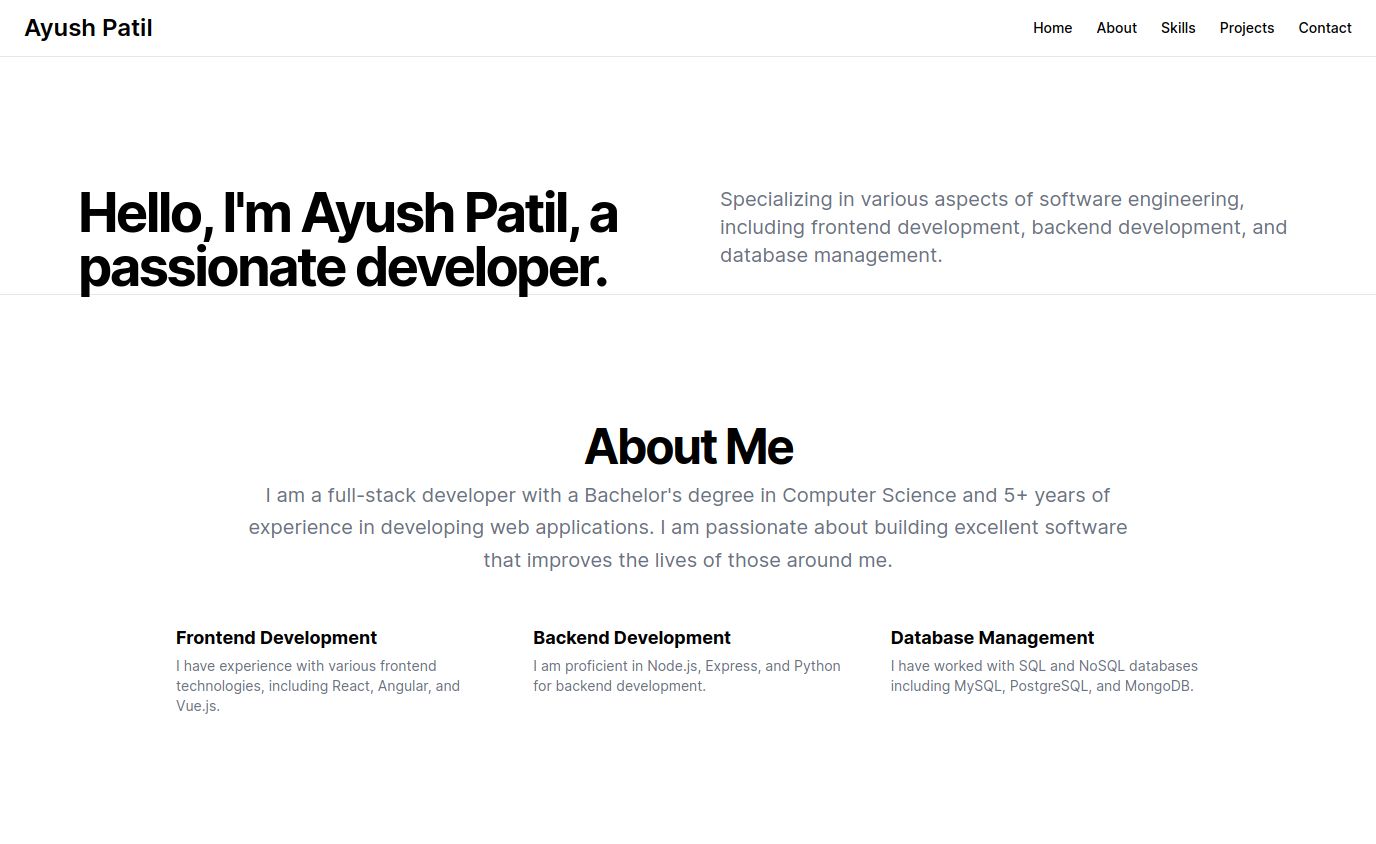 Ayush Patil
Home
About
Skills
Projects
Contact
Hello, I'm Ayush Patil, a
passionate developer.
Specializing in various aspects of software engineering,
including frontend development, backend development, and
database management.
About Me
I am a full-stack developer with a Bachelor's degree in Computer Science and 5+ years of
experience in developing web applications. I am passionate about building excellent software
that improves the lives of those around me.
Frontend Development
I have experience with various frontend
technologies, including React, Angular, and
Vue.js.
Backend Development
I am proficient in Node.js, Express, and Python
for backend development.
Database Management
I have worked with SQL and NoSQL databases
including MySQL, PostgreSQL, and MongoDB.